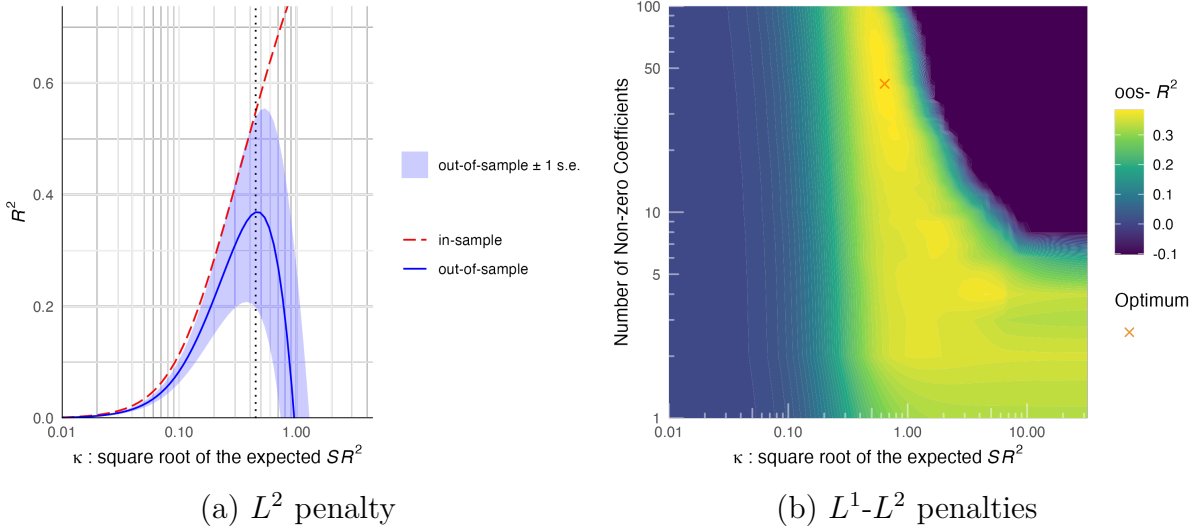 0.6
0.4
0.2
0.0
R²
0.01
0.10
1.00
κ : square root of the expected SR²
out-of-sample ± 1 s.e.
in-sample
out-of-sample
(a) L² penalty
100
50
10
5
1
Number of Non-zero Coefficients
0.01
0.10
1.00
10.00
κ : square root of the expected SR²
oos- R²
0.3
0.2
0.1
0.0
-0.1
Optimum
(b) L¹-L² penalties